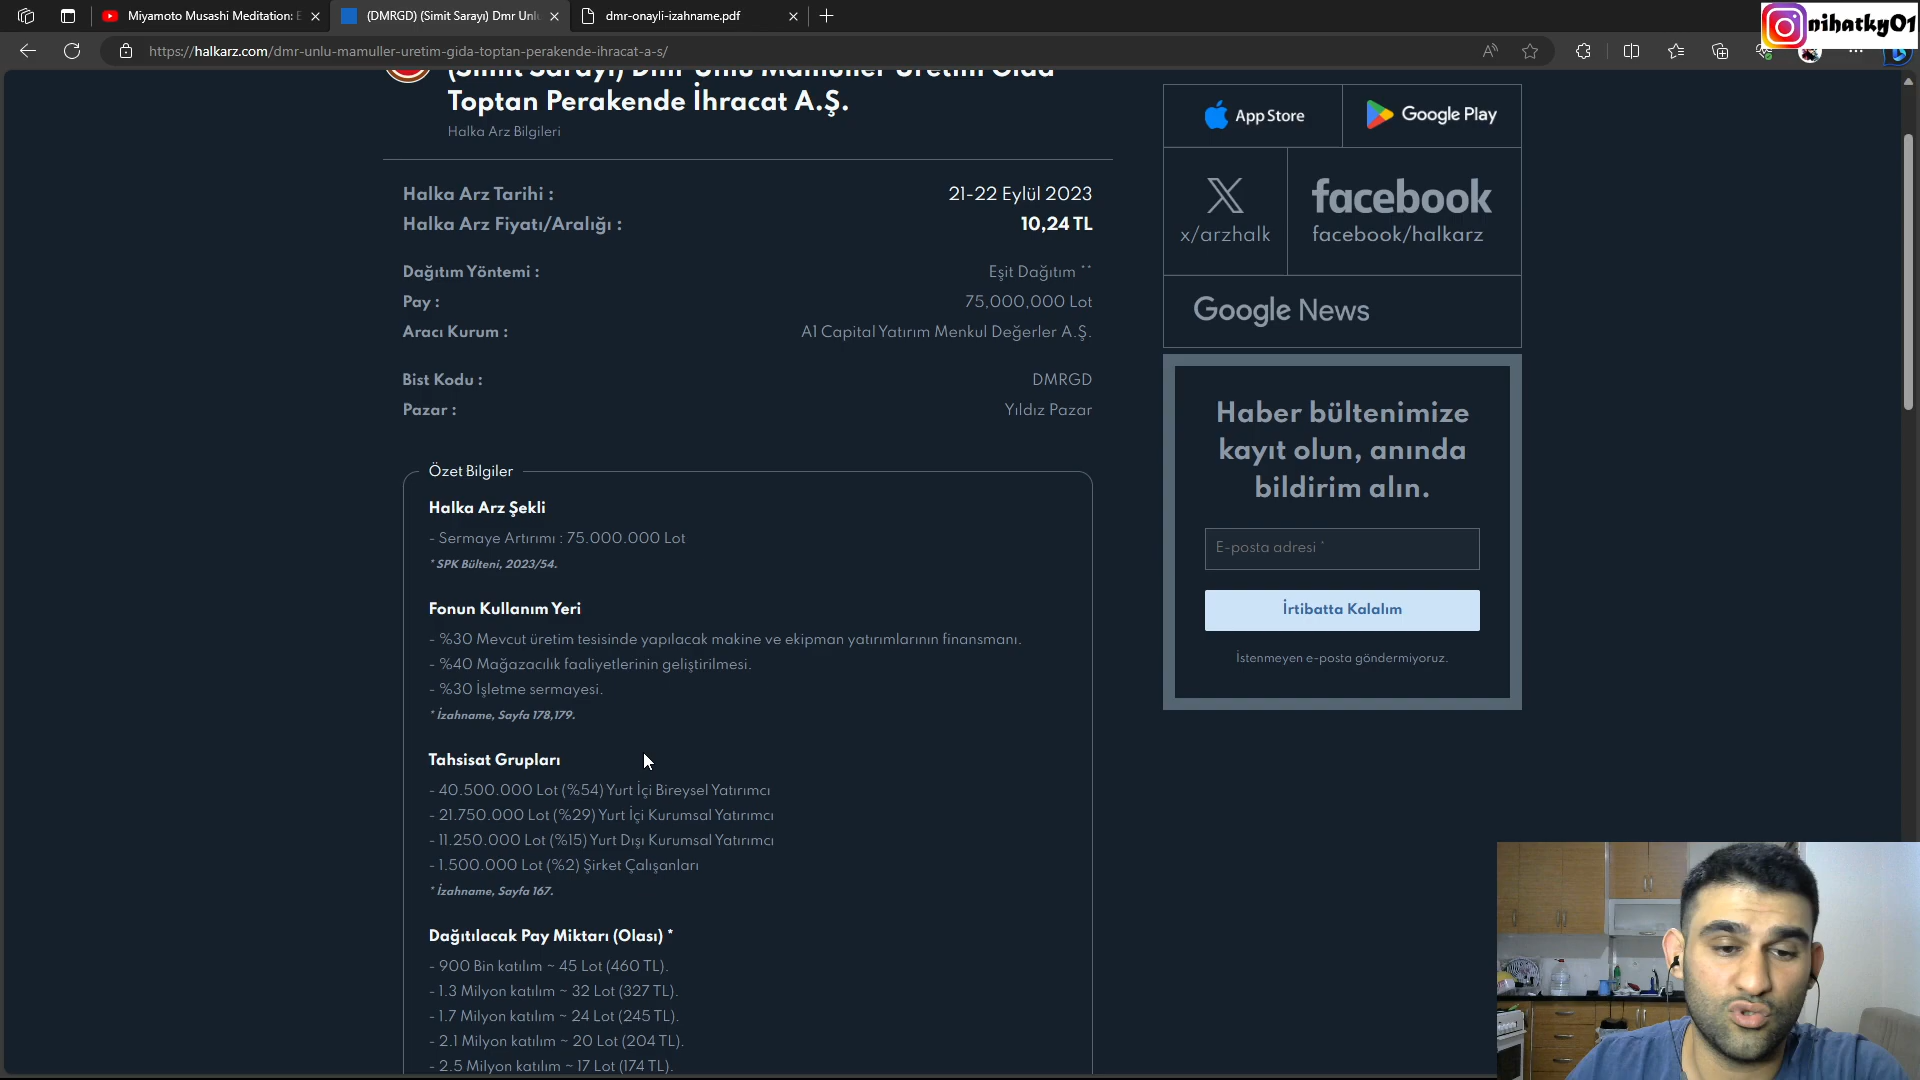 Miyamoto Musashi Meditation: E
(DMRGD) (Simit Sarayı) Dmr Unlu
dmr-onayli-izahname.pdf
nihatky01
https://halkarz.com/dmr-unlu-mamuller-uretim-gida-toptan-perakende-ihracat-a-s/
(Simit Sarayı) Dmr Unlu Mamuller Üretim Gıda
Toptan Perakende İhracat A.Ş.
Halka Arz Bilgileri
Halka Arz Tarihi : 21-22 Eylül 2023
Halka Arz Fiyatı/Aralığı : 10,24 TL
Dağıtım Yöntemi : Eşit Dağıtım **
Pay : 75,000,000 Lot
Aracı Kurum : A1 Capital Yatırım Menkul Değerler A.Ş.
Bist Kodu : DMRGD
Pazar : Yıldız Pazar
Özet Bilgiler
Halka Arz Şekli
- Sermaye Artırımı : 75.000.000 Lot
* SPK Bülteni, 2023/54.
Fonun Kullanım Yeri
- %30 Mevcut üretim tesisinde yapılacak makine ve ekipman yatırımlarının finansmanı.
- %40 Mağazacılık faaliyetlerinin geliştirilmesi.
- %30 İşletme sermayesi.
* İzahname, Sayfa 178,179.
Tahsisat Grupları
- 40.500.000 Lot (%54) Yurt İçi Bireysel Yatırımcı
- 21.750.000 Lot (%29) Yurt İçi Kurumsal Yatırımcı
- 11.250.000 Lot (%15) Yurt Dışı Kurumsal Yatırımcı
- 1.500.000 Lot (%2) Şirket Çalışanları
* İzahname, Sayfa 167.
Dağıtılacak Pay Miktarı (Olası) *
- 900 Bin katılım ~ 45 Lot (460 TL).
- 1.3 Milyon katılım ~ 32 Lot (327 TL).
- 1.7 Milyon katılım ~ 24 Lot (245 TL).
- 2.1 Milyon katılım ~ 20 Lot (204 TL).
- 2.5 Milyon katılım ~ 17 Lot (174 TL).
App Store
Google Play
x/arzhalk
facebook
facebook/halkarz
Google News
Haber bültenimize
kayıt olun, anında
bildirim alın.
E-posta adresi *
İrtibatta Kalalım
İstenmeyen e-posta göndermiyoruz.